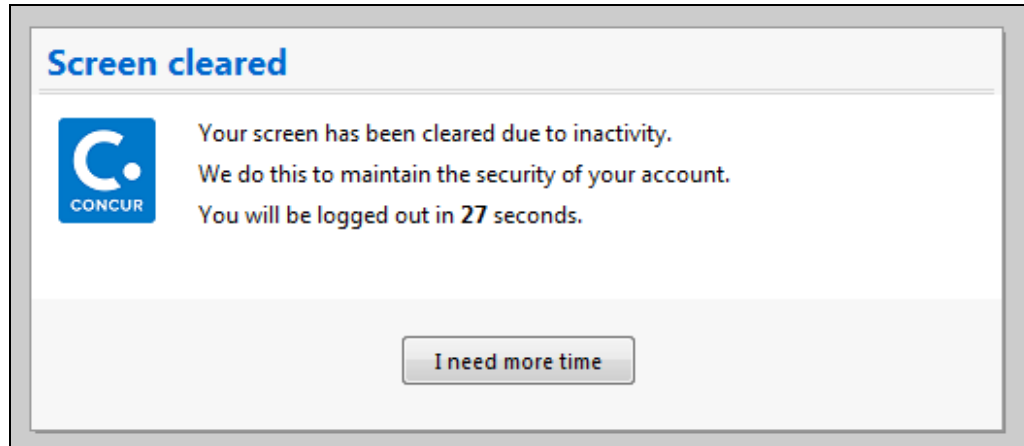 Screen cleared
Your screen has been cleared due to inactivity.
We do this to maintain the security of your account.
You will be logged out in 27 seconds.
C.
CONCUR
I need more time